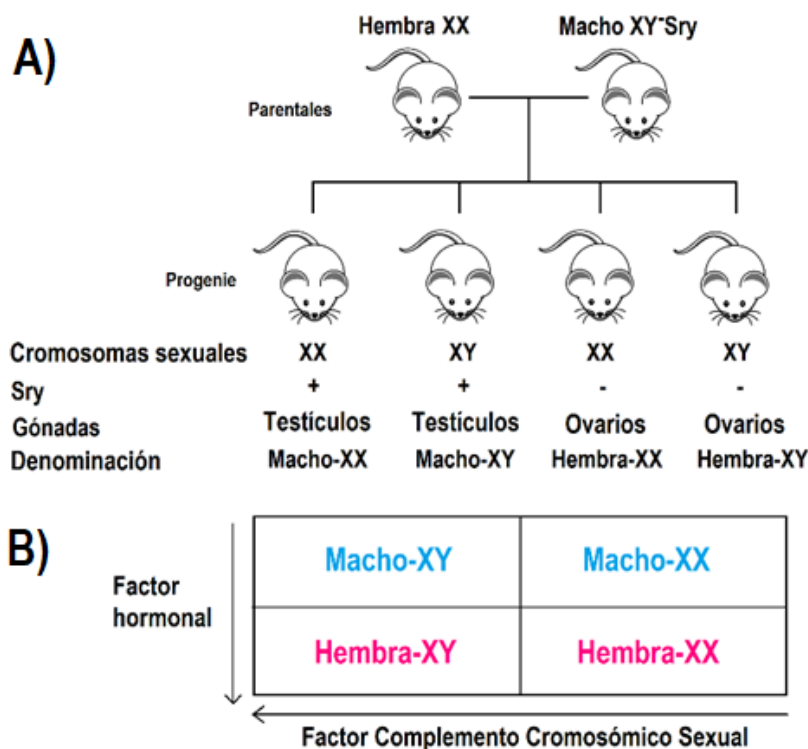 A)
Hembra XX Macho XY⁻Sry
Parentales
Progenie
Cromosomas sexuales XX XY XX XY
Sry + + - -
Gónadas Testículos Testículos Ovarios Ovarios
Denominación Macho-XX Macho-XY Hembra-XX Hembra-XY
B)
Factor hormonal
Macho-XY Macho-XX
Hembra-XY Hembra-XX
Factor Complemento Cromosómico Sexual